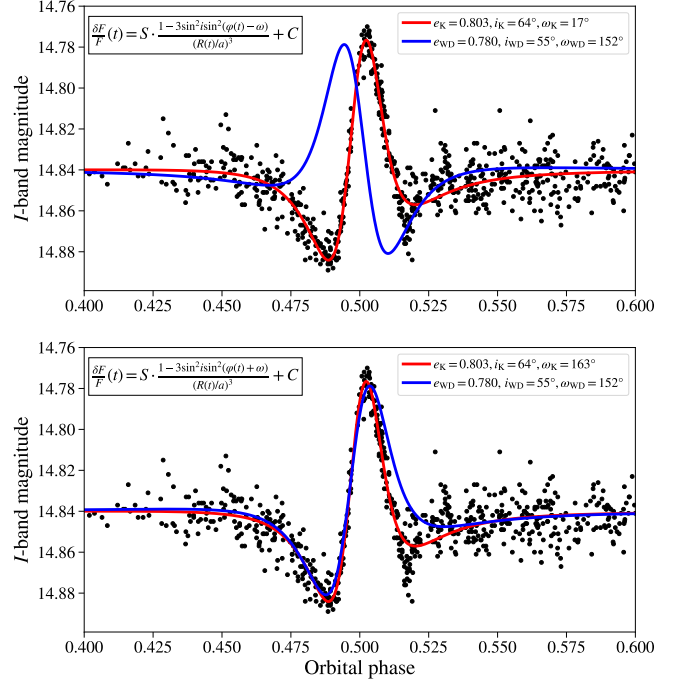 14.76
14.78
14.80
14.82
14.84
14.86
14.88
I-band magnitude
δF/F (t) = S · (1 − 3sin²i sin²(φ(t) − ω))/(R(t)/a)³ + C
e_K = 0.803, i_K = 64°, ω_K = 17°
e_WD = 0.780, i_WD = 55°, ω_WD = 152°
0.400 0.425 0.450 0.475 0.500 0.525 0.550 0.575 0.600
14.76
14.78
14.80
14.82
14.84
14.86
14.88
I-band magnitude
δF/F (t) = S · (1 − 3sin²i sin²(φ(t) + ω))/(R(t)/a)³ + C
e_K = 0.803, i_K = 64°, ω_K = 163°
e_WD = 0.780, i_WD = 55°, ω_WD = 152°
0.400 0.425 0.450 0.475 0.500 0.525 0.550 0.575 0.600
Orbital phase